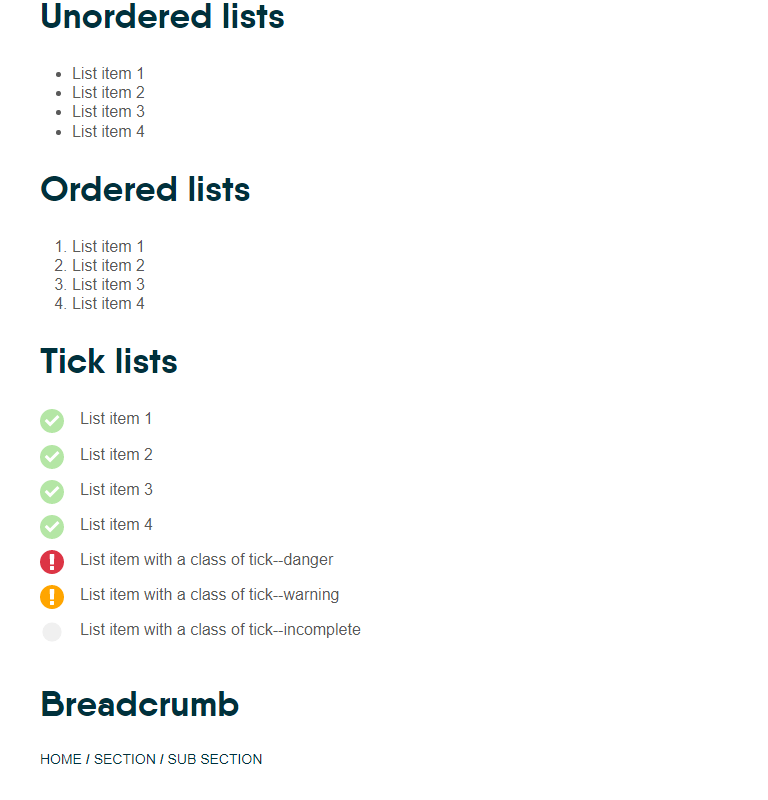 Unordered lists
• List item 1
• List item 2
• List item 3
• List item 4
Ordered lists
1. List item 1
2. List item 2
3. List item 3
4. List item 4
Tick lists
List item 1
List item 2
List item 3
List item 4
List item with a class of tick--danger
List item with a class of tick--warning
List item with a class of tick--incomplete
Breadcrumb
HOME / SECTION / SUB SECTION